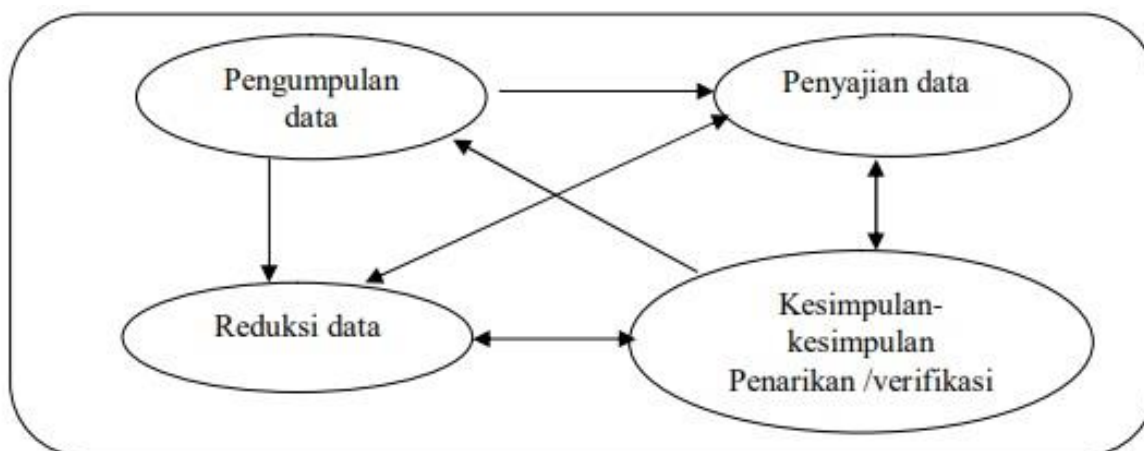 Pengumpulan
data
Penyajian data
Reduksi data
Kesimpulan-
kesimpulan
Penarikan /verifikasi